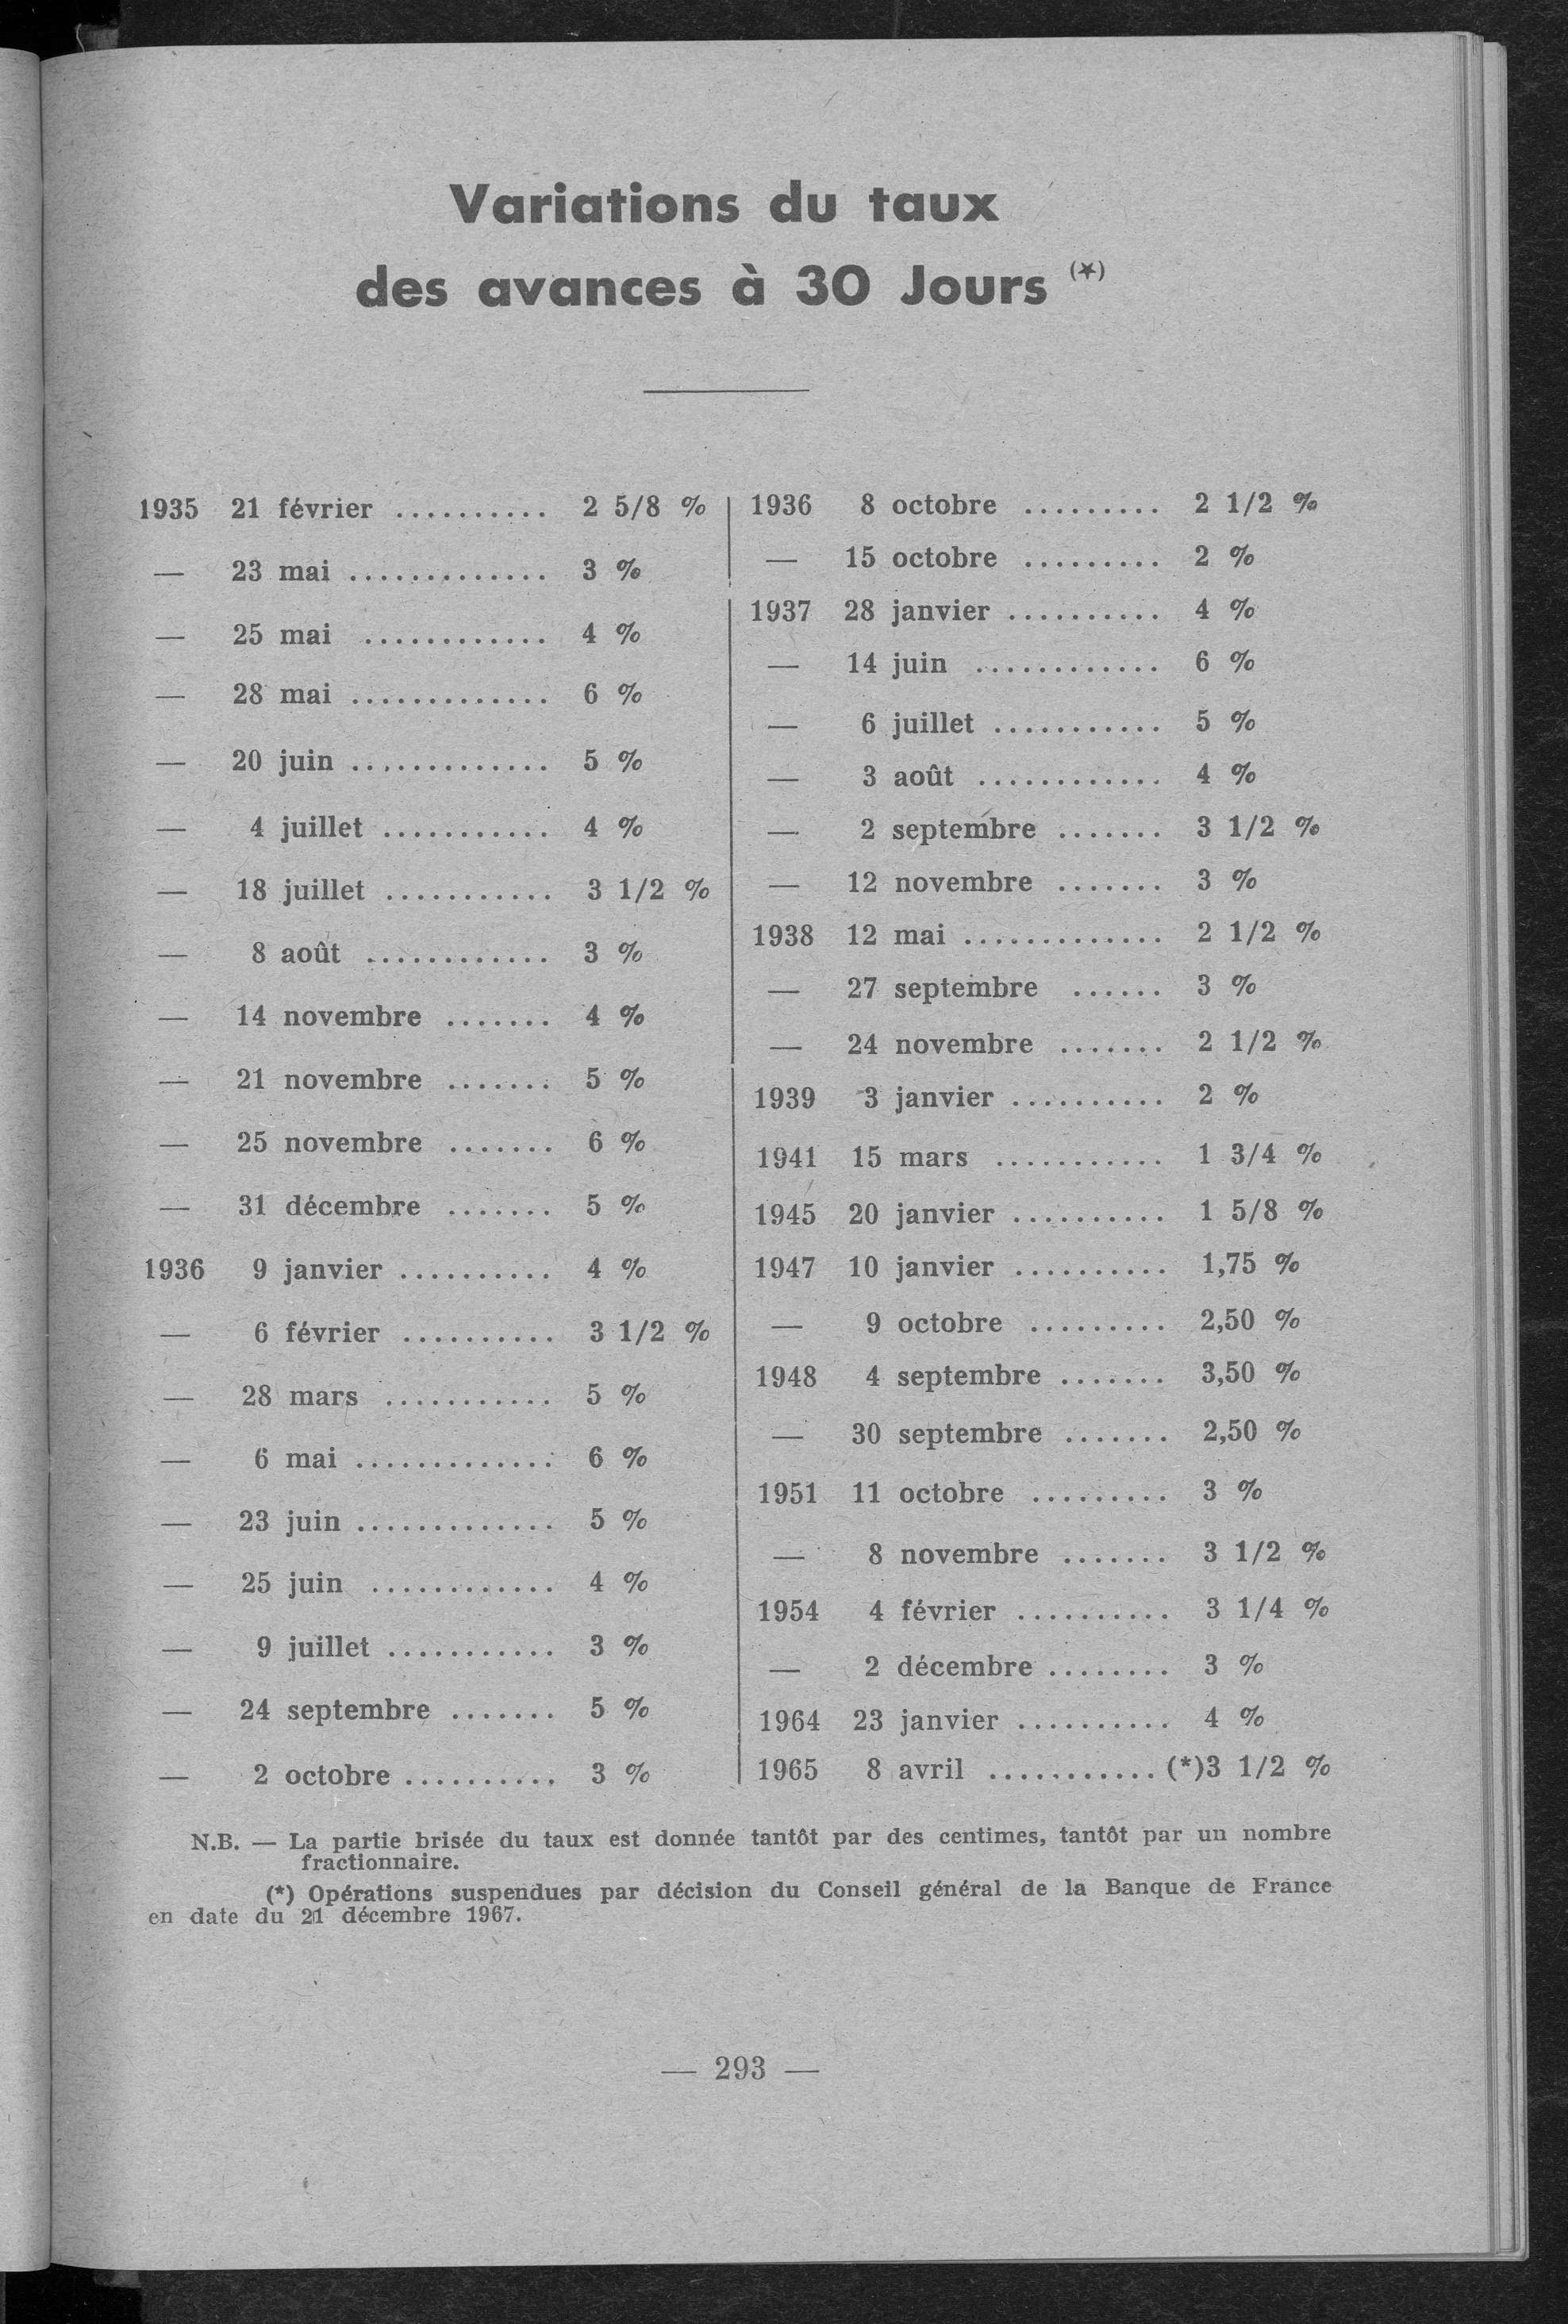 Variations du taux
des avances à 30 Jours (*)
1935 21 février .......... 2 5/8 %
— 23 mai ............. 3 %
— 25 mai ............ 4 %
— 28 mai ............. 6 %
— 20 juin ............. 5 %
— 4 juillet ........... 4 %
— 18 juillet ........... 3 1/2 %
— 8 août ............ 3 %
— 14 novembre ....... 4 %
— 21 novembre ....... 5 %
— 25 novembre ....... 6 %
— 31 décembre ....... 5 %
1936 9 janvier .......... 4 %
— 6 février .......... 3 1/2 %
— 28 mars ........... 5 %
— 6 mai ............. 6 %
— 23 juin ............. 5 %
— 25 juin ............ 4 %
— 9 juillet ........... 3 %
— 24 septembre ....... 5 %
— 2 octobre .......... 3 %
1936 8 octobre ......... 2 1/2 %
— 15 octobre ......... 2 %
1937 28 janvier .......... 4 %
— 14 juin ............ 6 %
— 6 juillet ........... 5 %
— 3 août ............ 4 %
— 2 septembre ....... 3 1/2 %
— 12 novembre ....... 3 %
1938 12 mai ............. 2 1/2 %
— 27 septembre ...... 3 %
— 24 novembre ....... 2 1/2 %
1939 3 janvier .......... 2 %
1941 15 mars ........... 1 3/4 %
1945 20 janvier .......... 1 5/8 %
1947 10 janvier .......... 1,75 %
— 9 octobre ......... 2,50 %
1948 4 septembre ....... 3,50 %
— 30 septembre ....... 2,50 %
1951 11 octobre ......... 3 %
— 8 novembre ....... 3 1/2 %
1954 4 février .......... 3 1/4 %
— 2 décembre ........ 3 %
1964 23 janvier .......... 4 %
1965 8 avril ........... (*)3 1/2 %
N.B. — La partie brisée du taux est donnée tantôt par des centimes, tantôt par un nombre
fractionnaire.
(*) Opérations suspendues par décision du Conseil général de la Banque de France
en date du 21 décembre 1967.
— 293 —